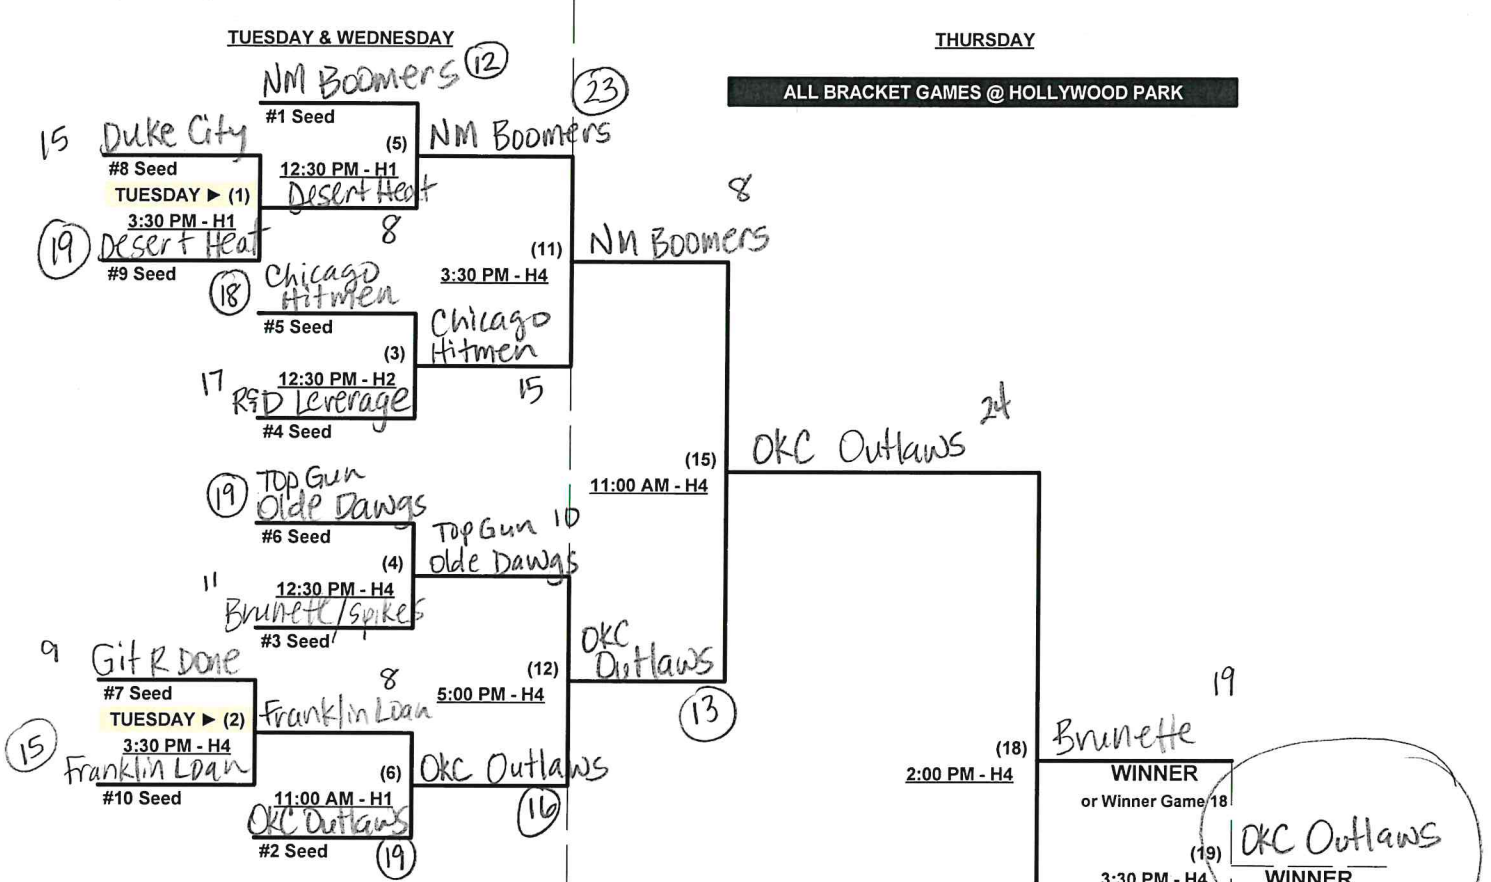 TUESDAY & WEDNESDAY
THURSDAY
ALL BRACKET GAMES @ HOLLYWOOD PARK
NM Boomers 12
#1 Seed
23
15 Duke City
#8 Seed
(5)
12:30 PM - H1
NM Boomers
TUESDAY ► (1)
3:30 PM - H1
Desert Heat
8
19 Desert Heat
#9 Seed
(11)
3:30 PM - H4
NM Boomers
8
18 Chicago
Hitmen
#5 Seed
(3)
12:30 PM - H2
Chicago
Hitmen
15
17 R&D Leverage
#4 Seed
(15)
11:00 AM - H4
OKC Outlaws 24
19 Top Gun
Olde Dawgs
#6 Seed
(4)
12:30 PM - H4
Top Gun 10
Olde Dawgs
11 Brunette/Spikes
#3 Seed
9 Git R Done
#7 Seed
TUESDAY ► (2)
3:30 PM - H4
8
Franklin Loan
(12)
5:00 PM - H4
OKC
Outlaws
13
15 Franklin Loan
#10 Seed
(6)
11:00 AM - H1
OKC Outlaws
16
OKC Outlaws
#2 Seed
19
(18)
2:00 PM - H4
19
Brunette
WINNER
or Winner Game 18
(19)
3:30 PM - H4
OKC Outlaws
WINNER